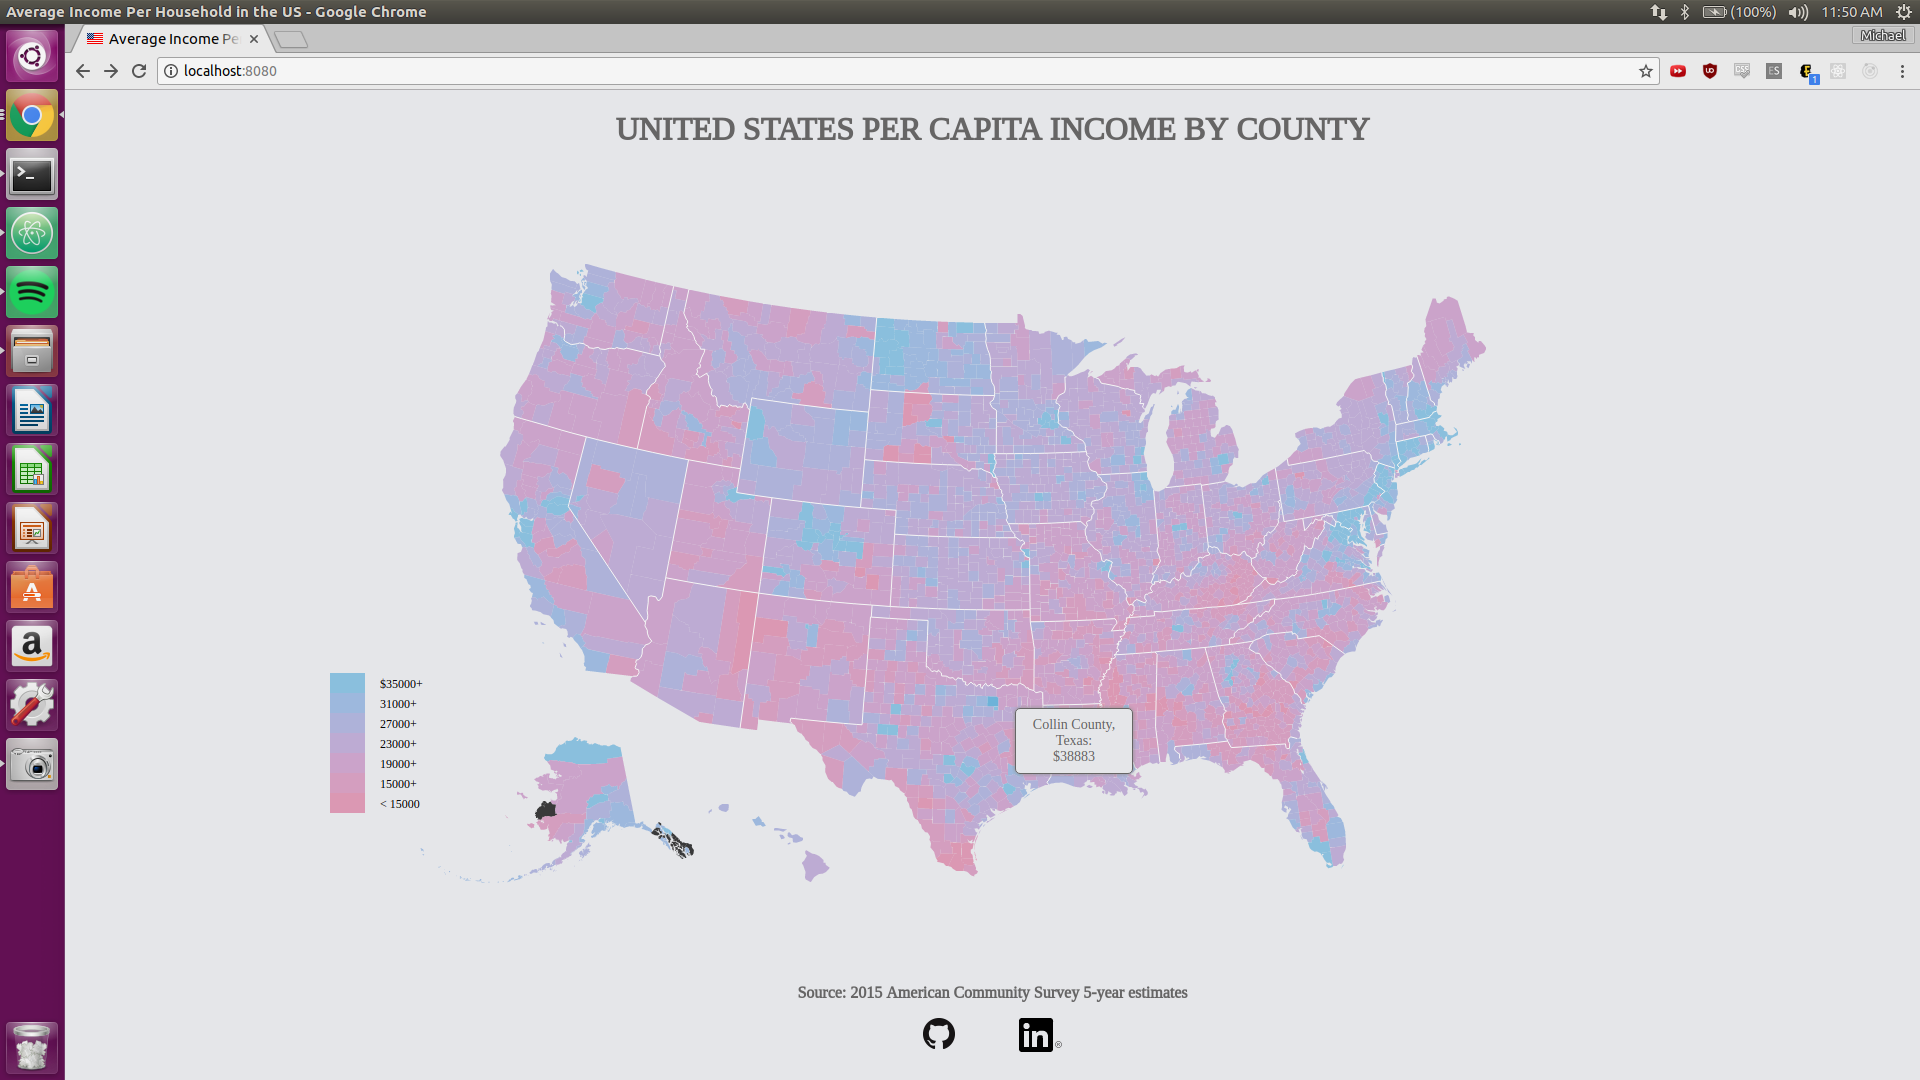 Average Income Per Household in the US - Google Chrome
(100%)
11:50 AM
Average Income Pe
Michael
localhost:8080
UNITED STATES PER CAPITA INCOME BY COUNTY
$35000+
31000+
27000+
23000+
19000+
15000+
< 15000
Collin County,
Texas:
$38883
Source: 2015 American Community Survey 5-year estimates
in